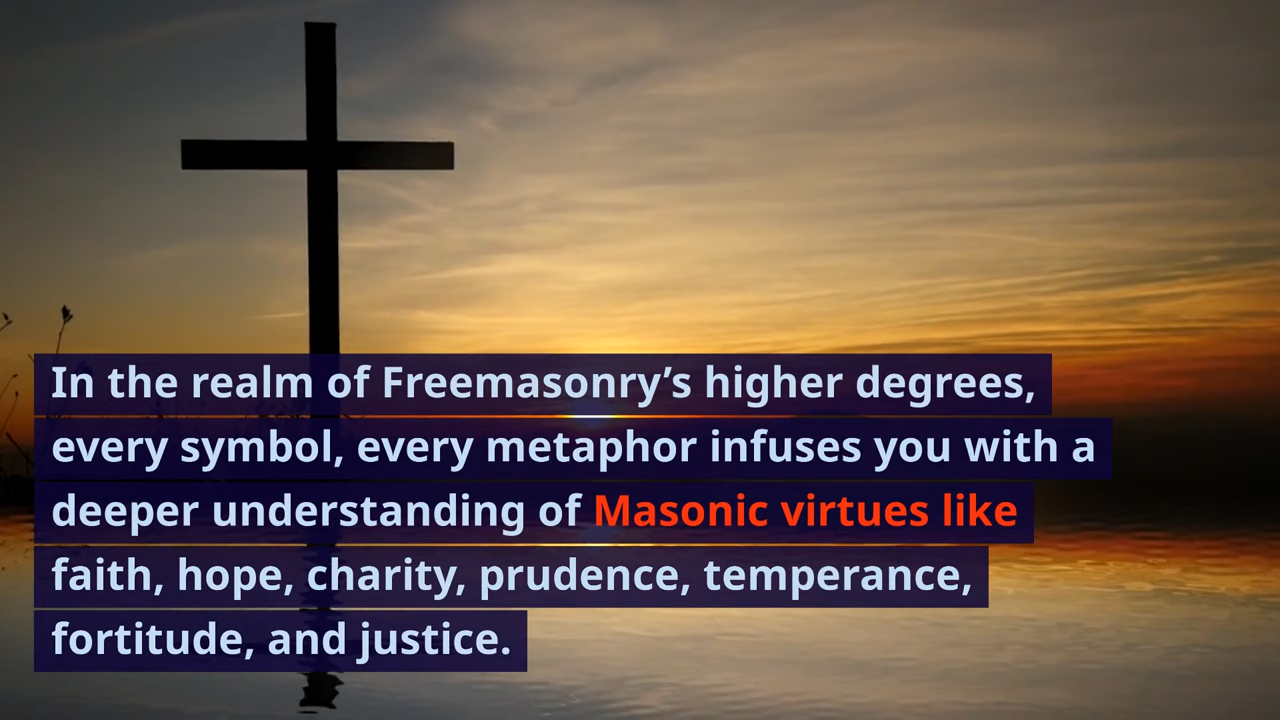 In the realm of Freemasonry’s higher degrees,
every symbol, every metaphor infuses you with a
deeper understanding of Masonic virtues like
faith, hope, charity, prudence, temperance,
fortitude, and justice.